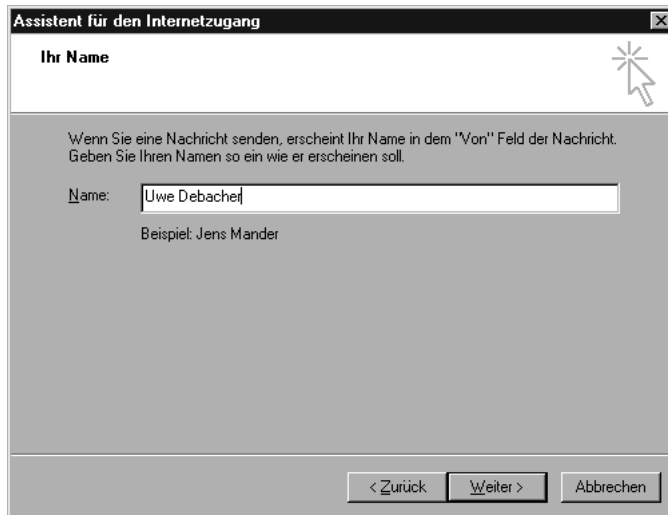 Assistent für den Internetzugang
Ihr Name
Wenn Sie eine Nachricht senden, erscheint Ihr Name in dem "Von" Feld der Nachricht.
Geben Sie Ihren Namen so ein wie er erscheinen soll.
Name: Uwe Debacher
Beispiel: Jens Mander
< Zurück Weiter > Abbrechen